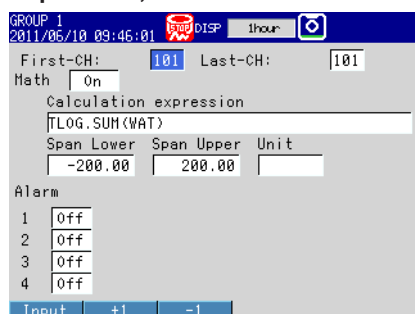 GROUP 1
2011/06/10 09:46:01 STOP DISP 1hour
First-CH: 101 Last-CH: 101
Math On
Calculation expression
TLOG.SUM(WAT)
Span Lower Span Upper Unit
-200.00 200.00
Alarm
1 Off
2 Off
3 Off
4 Off
Input +1 -1